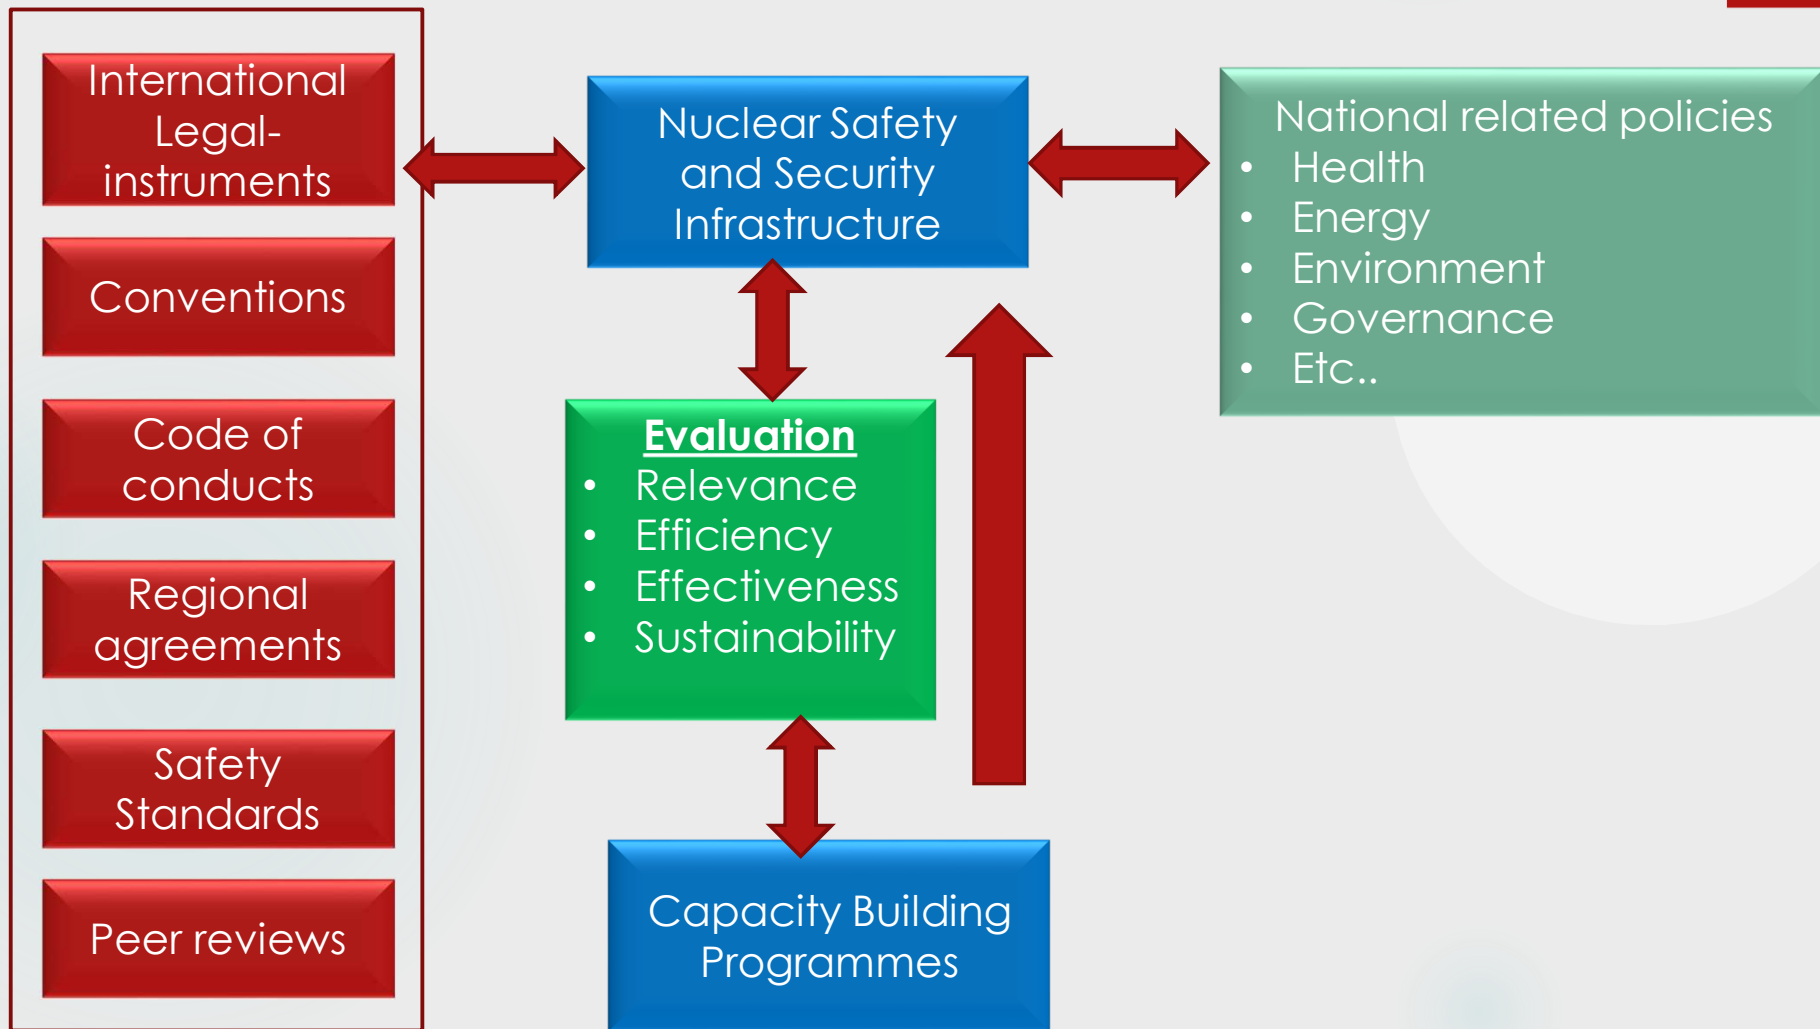 International
Legal-
instruments
Conventions
Code of
conducts
Regional
agreements
Safety
Standards
Peer reviews
Nuclear Safety
and Security
Infrastructure
Evaluation
• Relevance
• Efficiency
• Effectiveness
• Sustainability
Capacity Building
Programmes
National related policies
• Health
• Energy
• Environment
• Governance
• Etc..